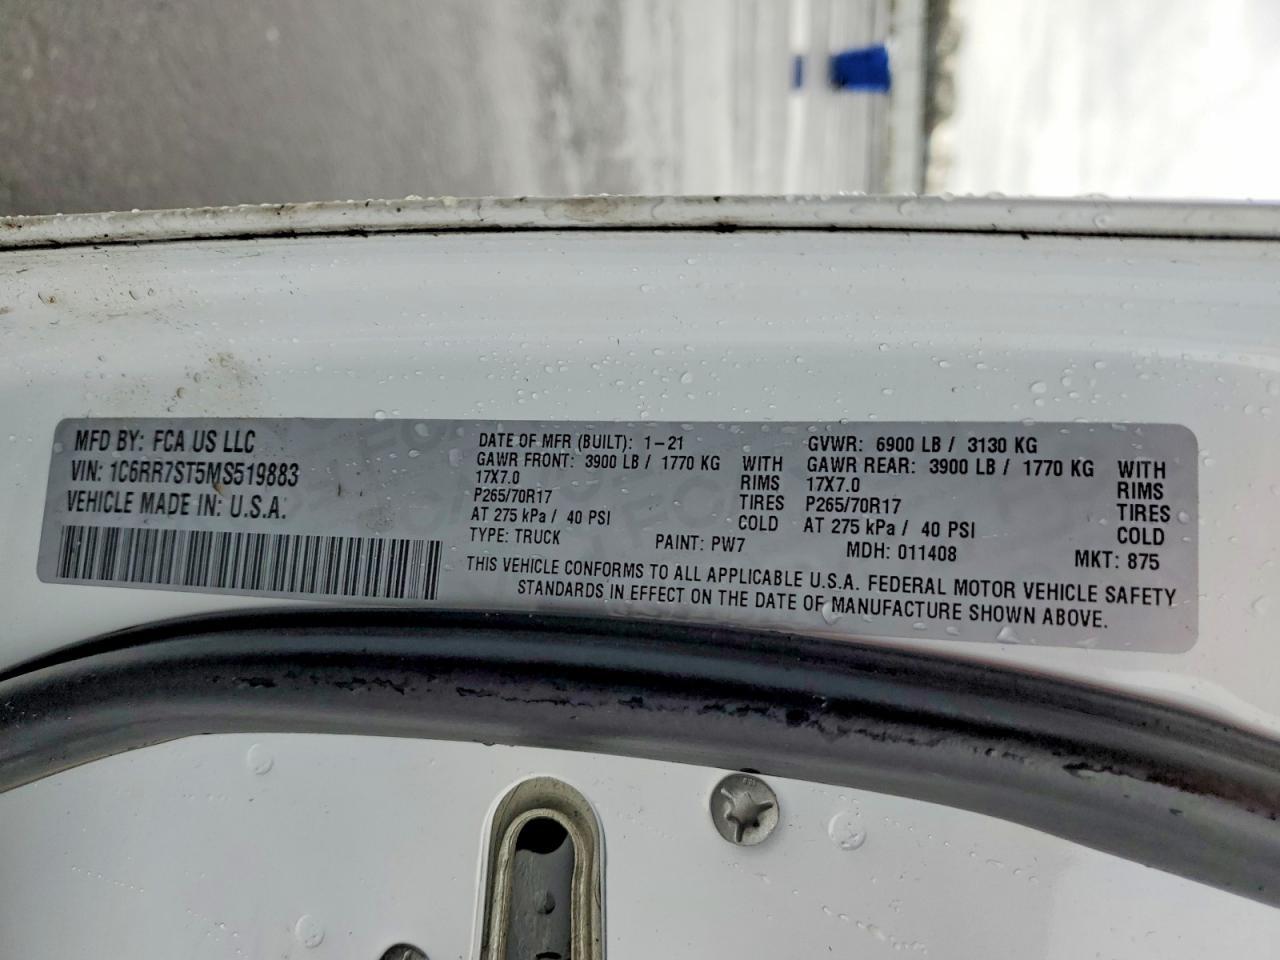 MFD BY: FCA US LLC
VIN: 1C6RR7ST5MS519883
VEHICLE MADE IN: U.S.A.
DATE OF MFR (BUILT): 1-21
GAWR FRONT: 3900 LB / 1770 KG WITH
17X7.0 RIMS
P265/70R17 TIRES
AT 275 kPa / 40 PSI COLD
TYPE: TRUCK
PAINT: PW7
GVWR: 6900 LB / 3130 KG
GAWR REAR: 3900 LB / 1770 KG WITH
17X7.0 RIMS
P265/70R17 TIRES
AT 275 kPa / 40 PSI COLD
MDH: 011408
MKT: 875
THIS VEHICLE CONFORMS TO ALL APPLICABLE U.S.A. FEDERAL MOTOR VEHICLE SAFETY
STANDARDS IN EFFECT ON THE DATE OF MANUFACTURE SHOWN ABOVE.